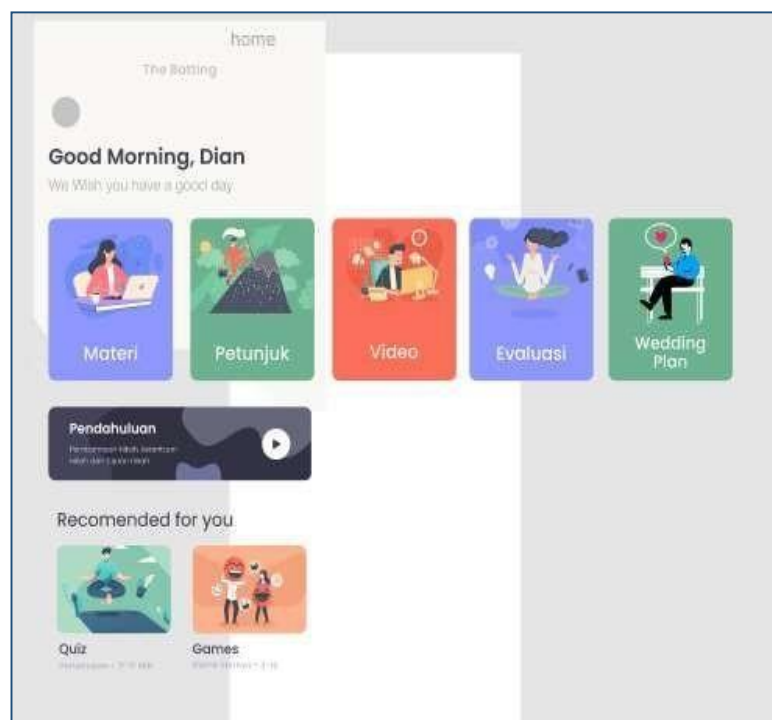 home
The Batting
Good Morning, Dian
We Wish you have a good day
Materi
Petunjuk
Video
Evaluasi
Wedding
Plan
Pendahuluan
Recomended for you
Quiz
Games